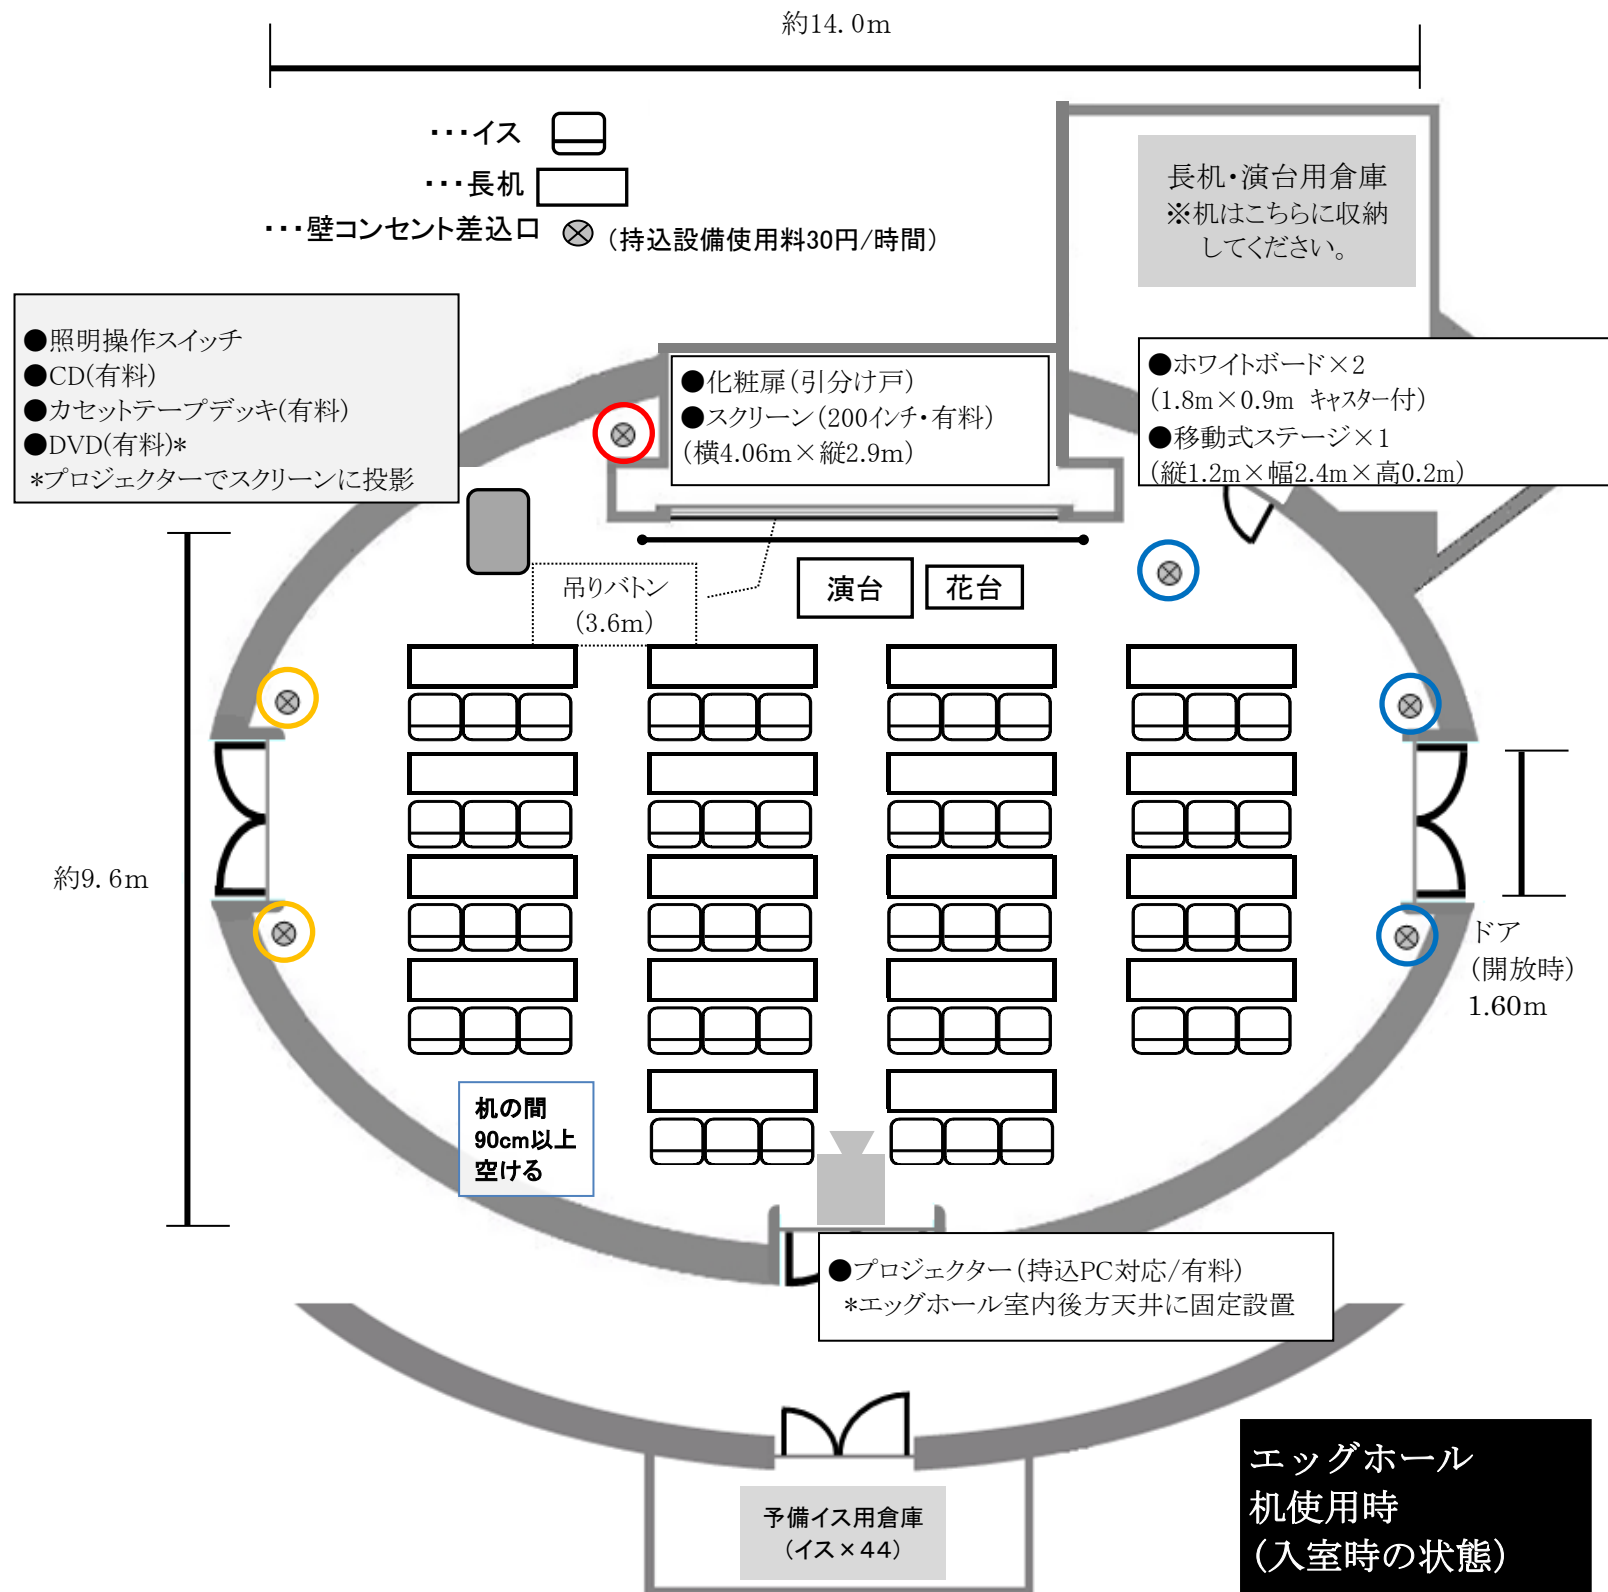 約14.0m
･･･イス
･･･長机
･･･壁コンセント差込口
(持込設備使用料30円/時間)
長机・演台用倉庫
※机はこちらに収納
してください。
●照明操作スイッチ
●CD(有料)
●カセットテープデッキ(有料)
●DVD(有料)*
*プロジェクターでスクリーンに投影
●化粧扉(引分け戸)
●スクリーン(200インチ・有料)
(横4.06m×縦2.9m)
●ホワイトボード×2
(1.8m×0.9m キャスター付)
●移動式ステージ×1
(縦1.2m×幅2.4m×高0.2m)
吊りバトン
(3.6m)
演台
花台
約9.6m
ドア
(開放時)
1.60m
机の間
90cm以上
空ける
●プロジェクター(持込PC対応/有料)
*エッグホール室内後方天井に固定設置
予備イス用倉庫
(イス×44)
エッグホール
机使用時
(入室時の状態)